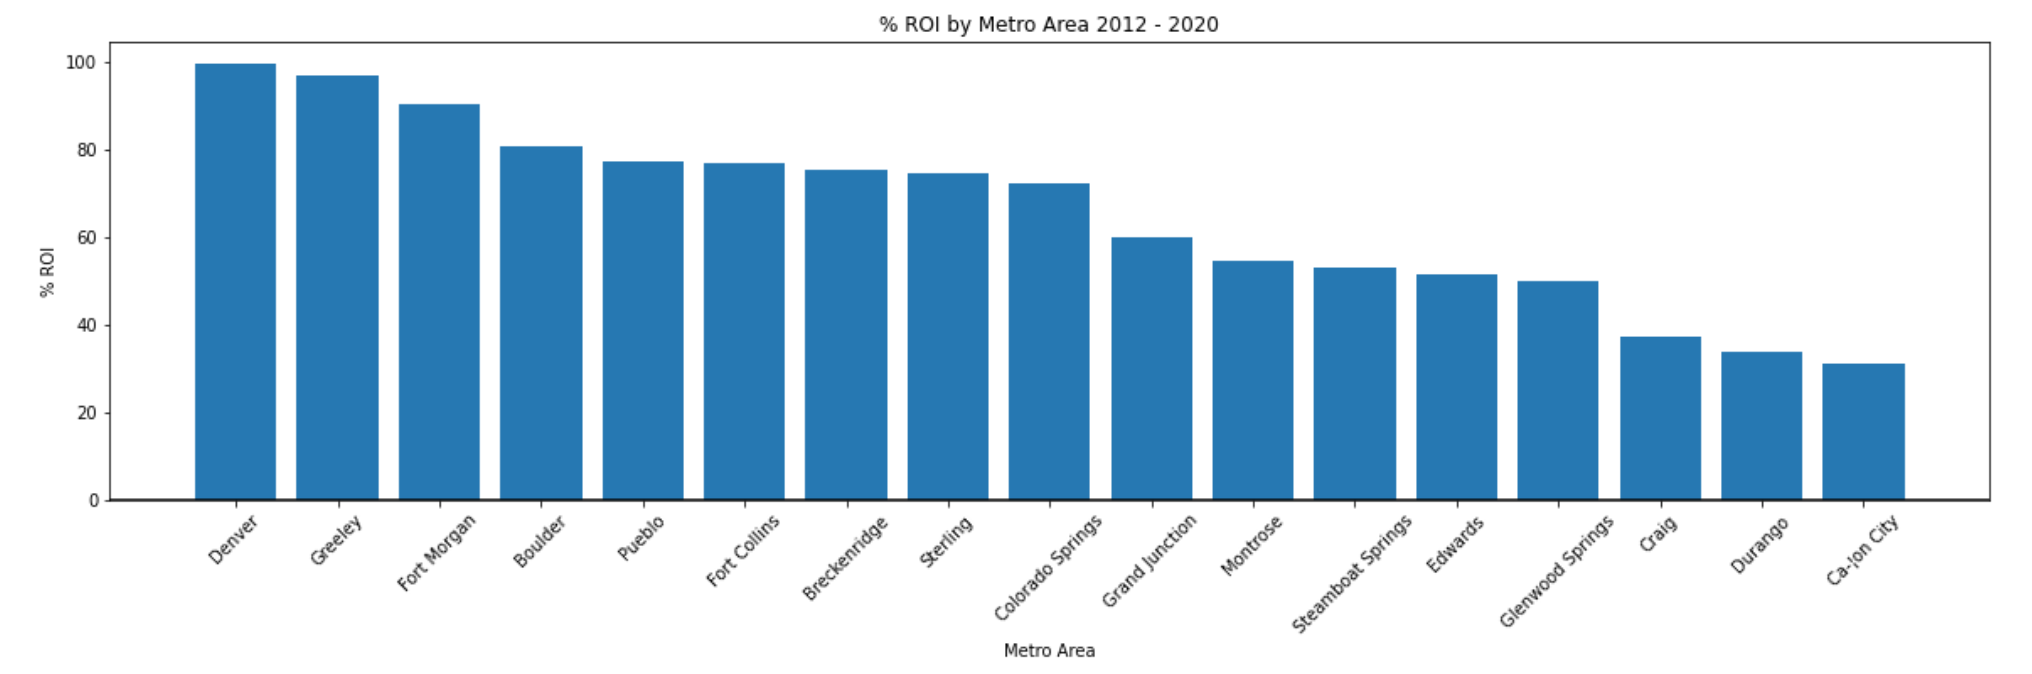 % ROI by Metro Area 2012 - 2020
% ROI
100
80
60
40
20
0
Denver
Greeley
Fort Morgan
Boulder
Pueblo
Fort Collins
Breckenridge
Sterling
Colorado Springs
Grand Junction
Montrose
Steamboat Springs
Edwards
Glenwood Springs
Craig
Durango
Ca-¦on City
Metro Area